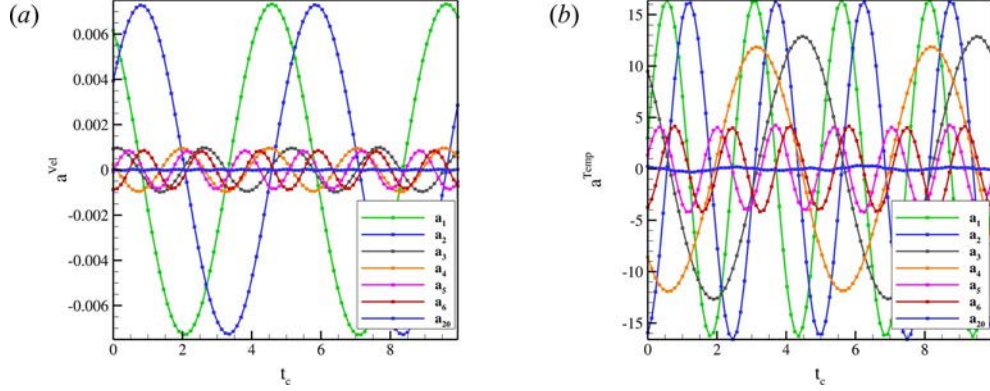 (a)
0.006
0.004
0.002
0
-0.002
-0.004
-0.006
a^Vel
0 2 4 6 8
t_c
a_1
a_2
a_3
a_4
a_5
a_6
a_20
(b)
15
10
5
0
-5
-10
-15
a^Temp
0 2 4 6 8
t_c
a_1
a_2
a_3
a_4
a_5
a_6
a_20